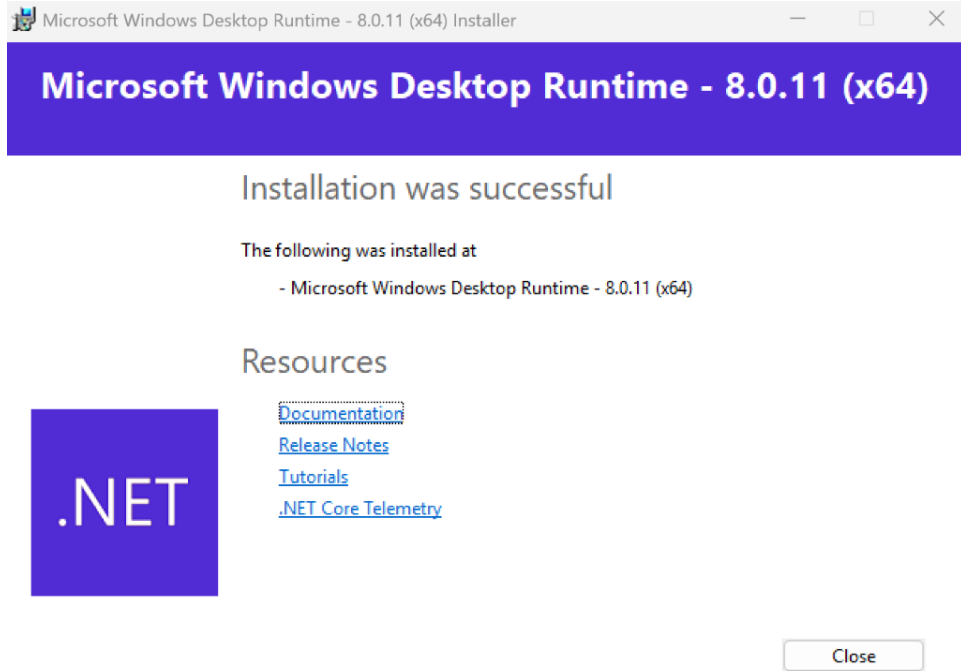 Microsoft Windows Desktop Runtime - 8.0.11 (x64) Installer
Microsoft Windows Desktop Runtime - 8.0.11 (x64)
Installation was successful
The following was installed at
- Microsoft Windows Desktop Runtime - 8.0.11 (x64)
Resources
Documentation
Release Notes
Tutorials
.NET Core Telemetry
.NET
Close